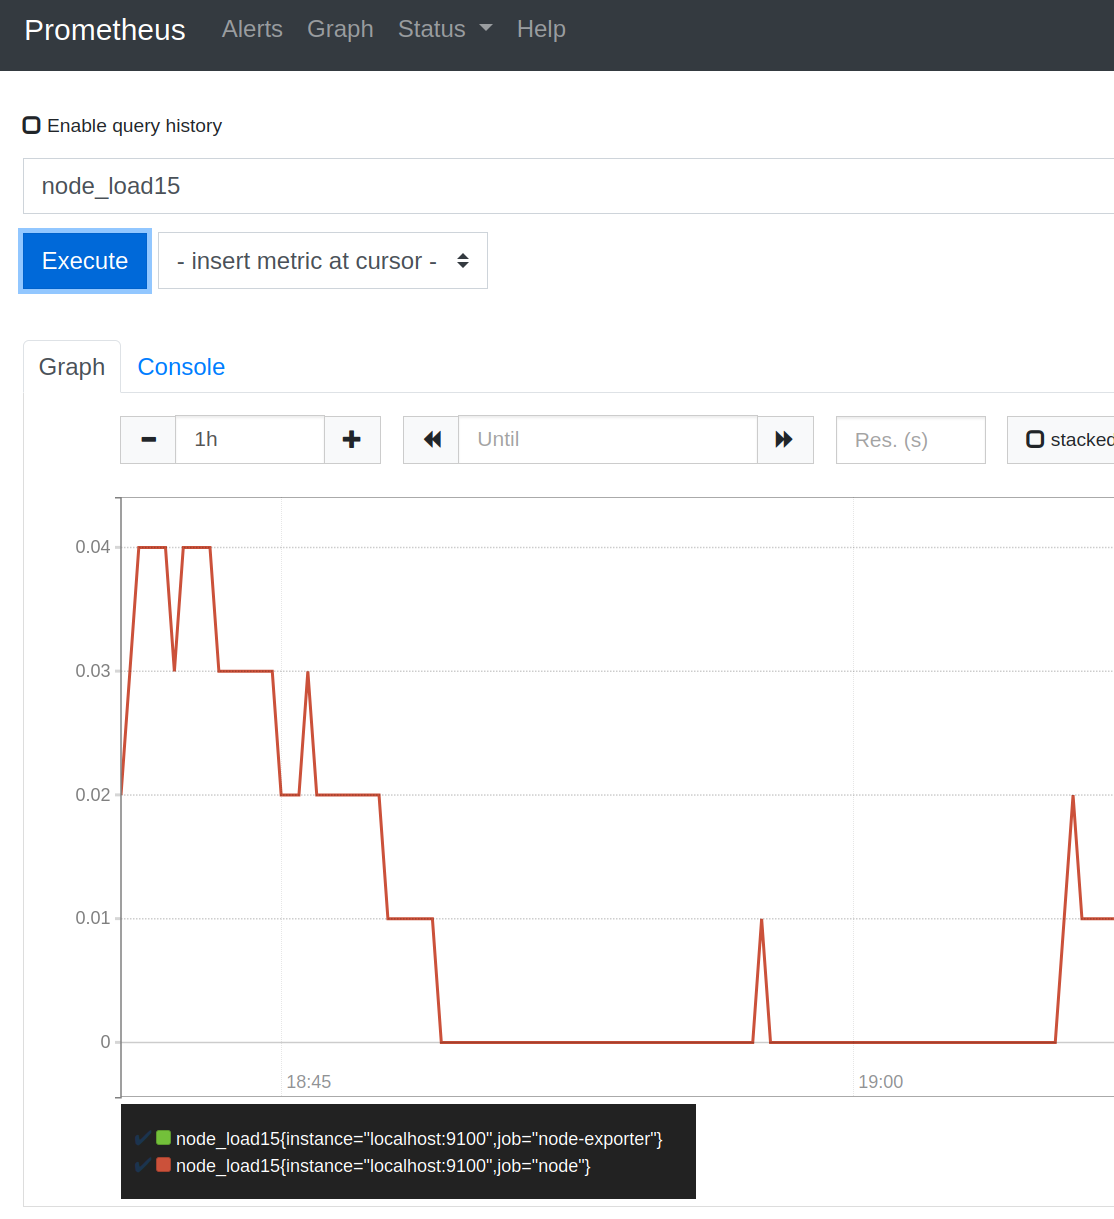 Prometheus Alerts Graph Status Help
Enable query history
node_load15
Execute - insert metric at cursor -
Graph Console
1h Until Res. (s) stacked
0.04
0.03
0.02
0.01
0
18:45 19:00
node_load15{instance="localhost:9100",job="node-exporter"}
node_load15{instance="localhost:9100",job="node"}